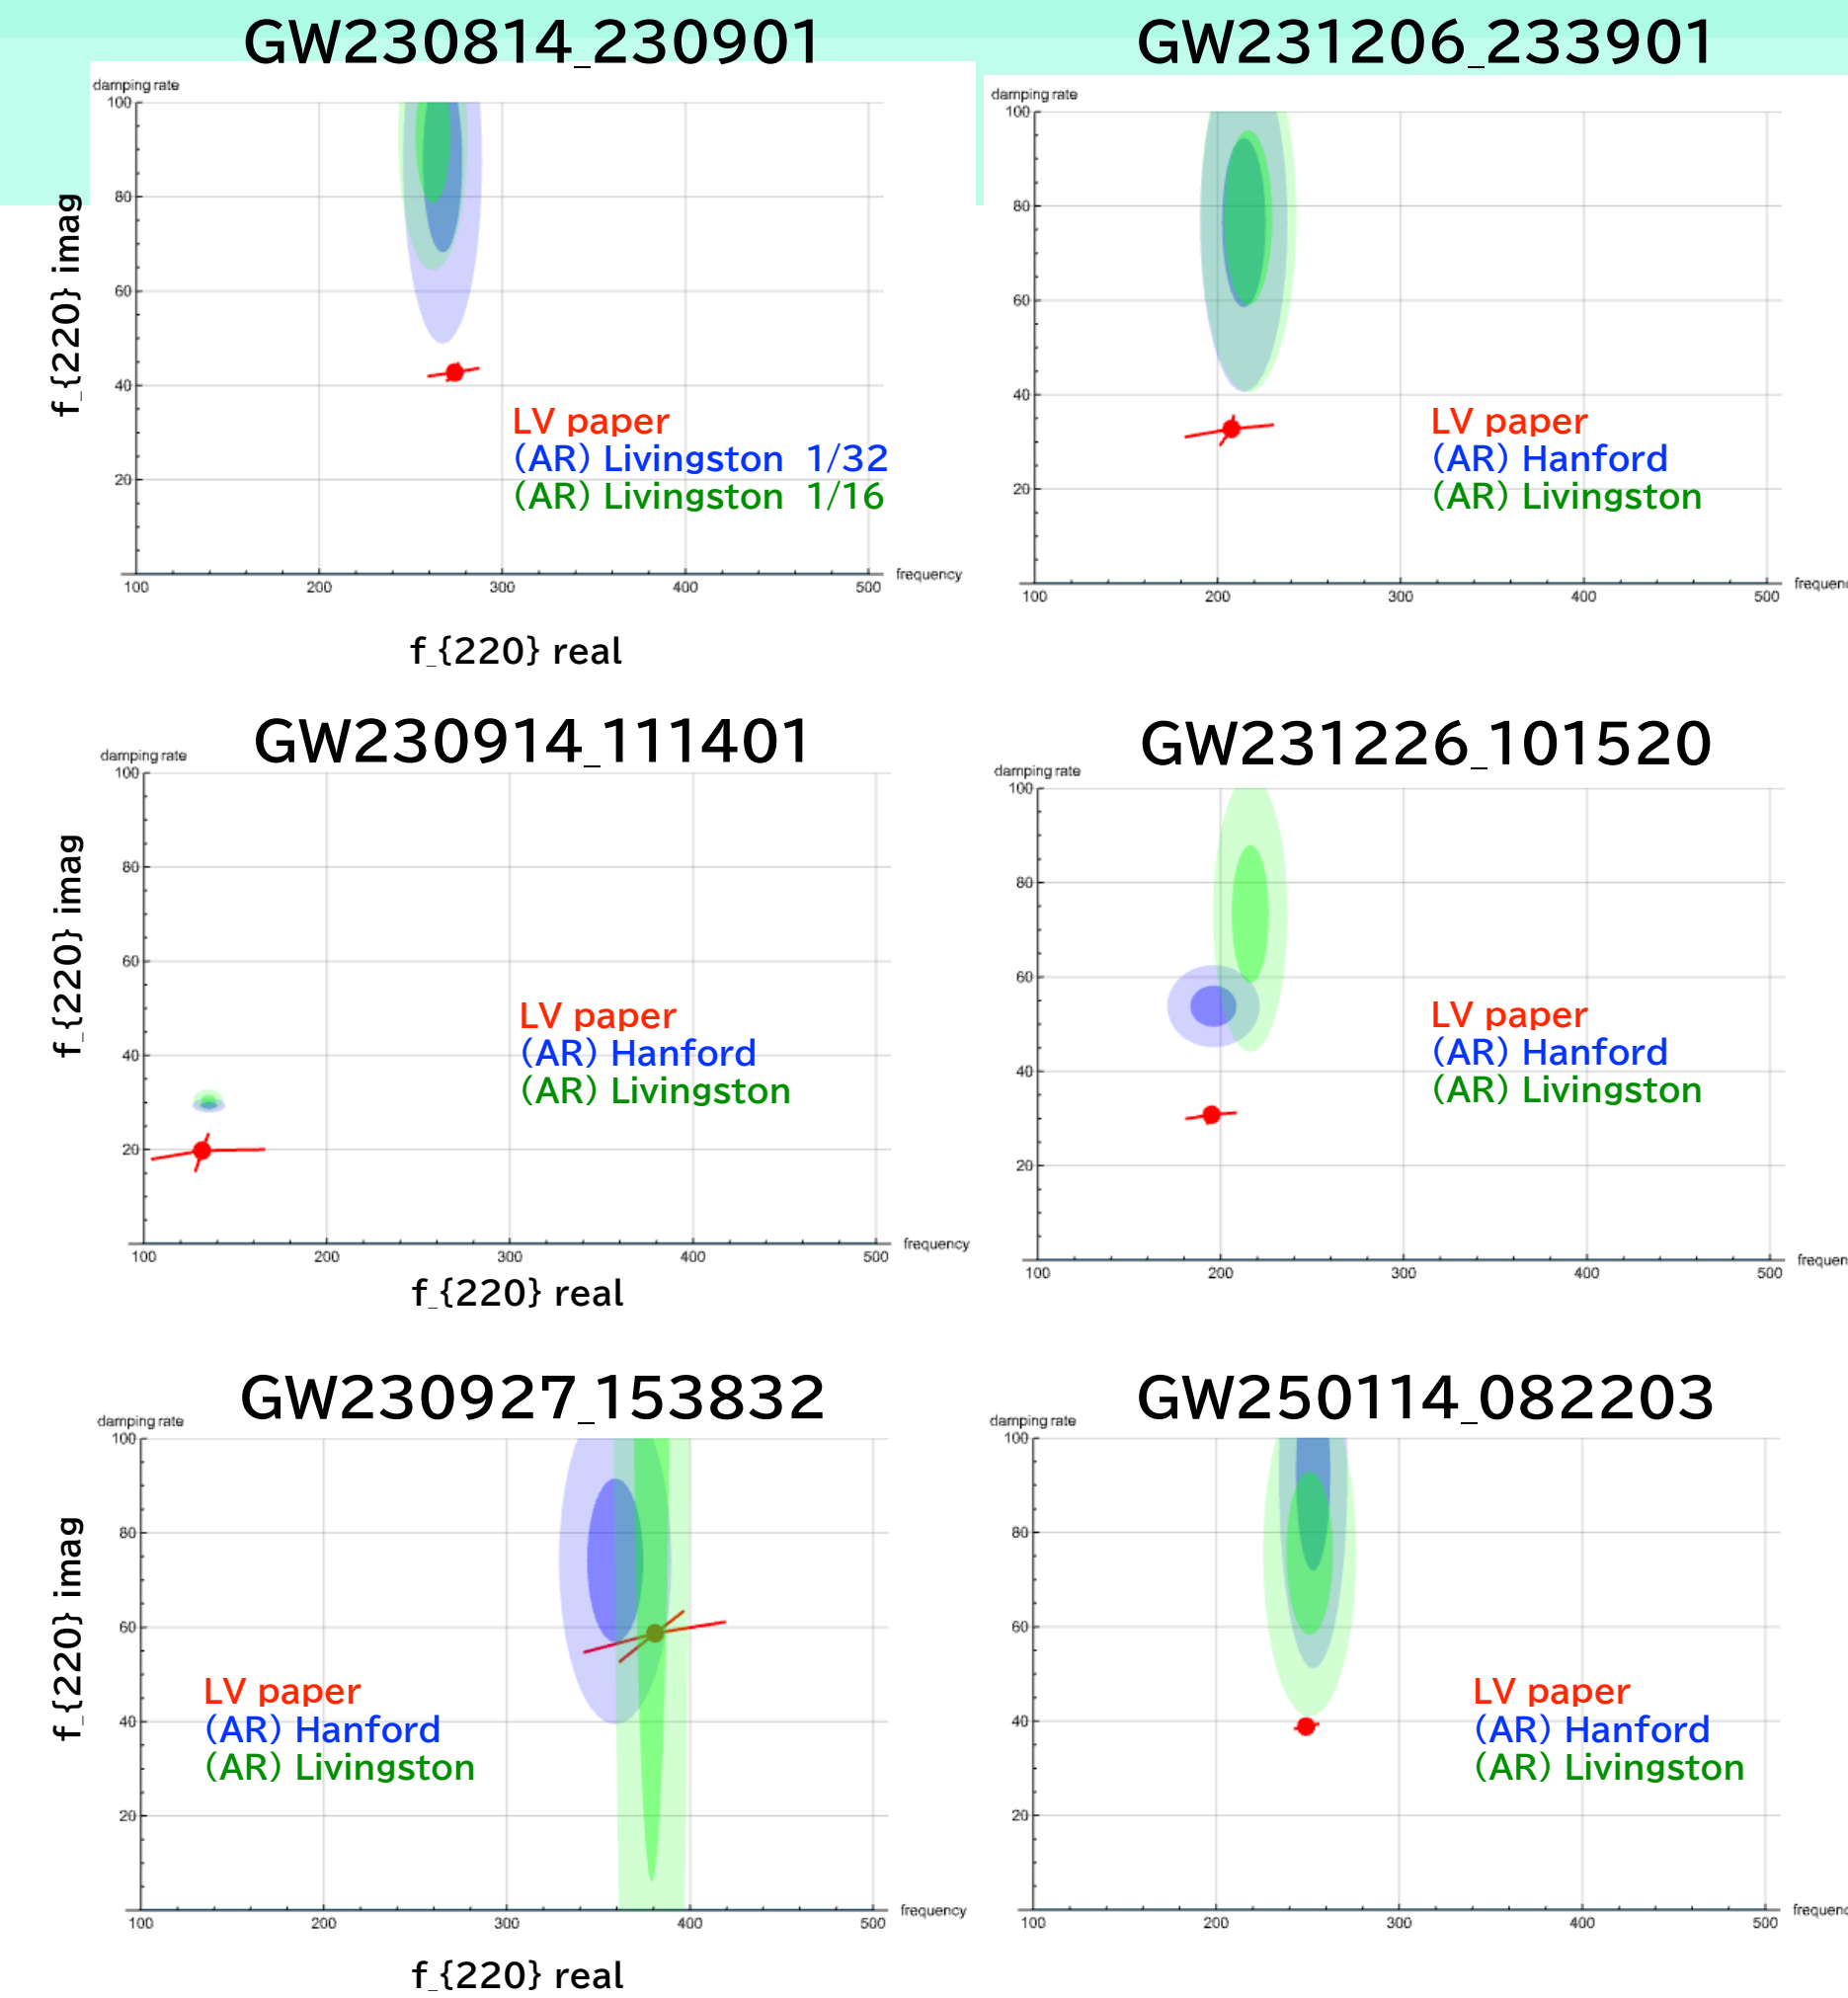 GW230814_230901
damping rate
100
80
60
40
20
100 200 300 400 500
frequency
f_{220} imag
f_{220} real
LV paper
(AR) Livingston 1/32
(AR) Livingston 1/16
GW231206_233901
damping rate
100
80
60
40
20
100 200 300 400 500
LV paper
(AR) Hanford
(AR) Livingston
GW230914_111401
damping rate
100
80
60
40
20
100 200 300 400 500
frequency
f_{220} imag
f_{220} real
LV paper
(AR) Hanford
(AR) Livingston
GW231226_101520
damping rate
100
80
60
40
20
100 200 300 400 500
LV paper
(AR) Hanford
(AR) Livingston
GW230927_153832
damping rate
100
80
60
40
20
100 200 300 400 500
frequency
f_{220} imag
f_{220} real
LV paper
(AR) Hanford
(AR) Livingston
GW250114_082203
damping rate
100
80
60
40
20
100 200 300 400 500
LV paper
(AR) Hanford
(AR) Livingston